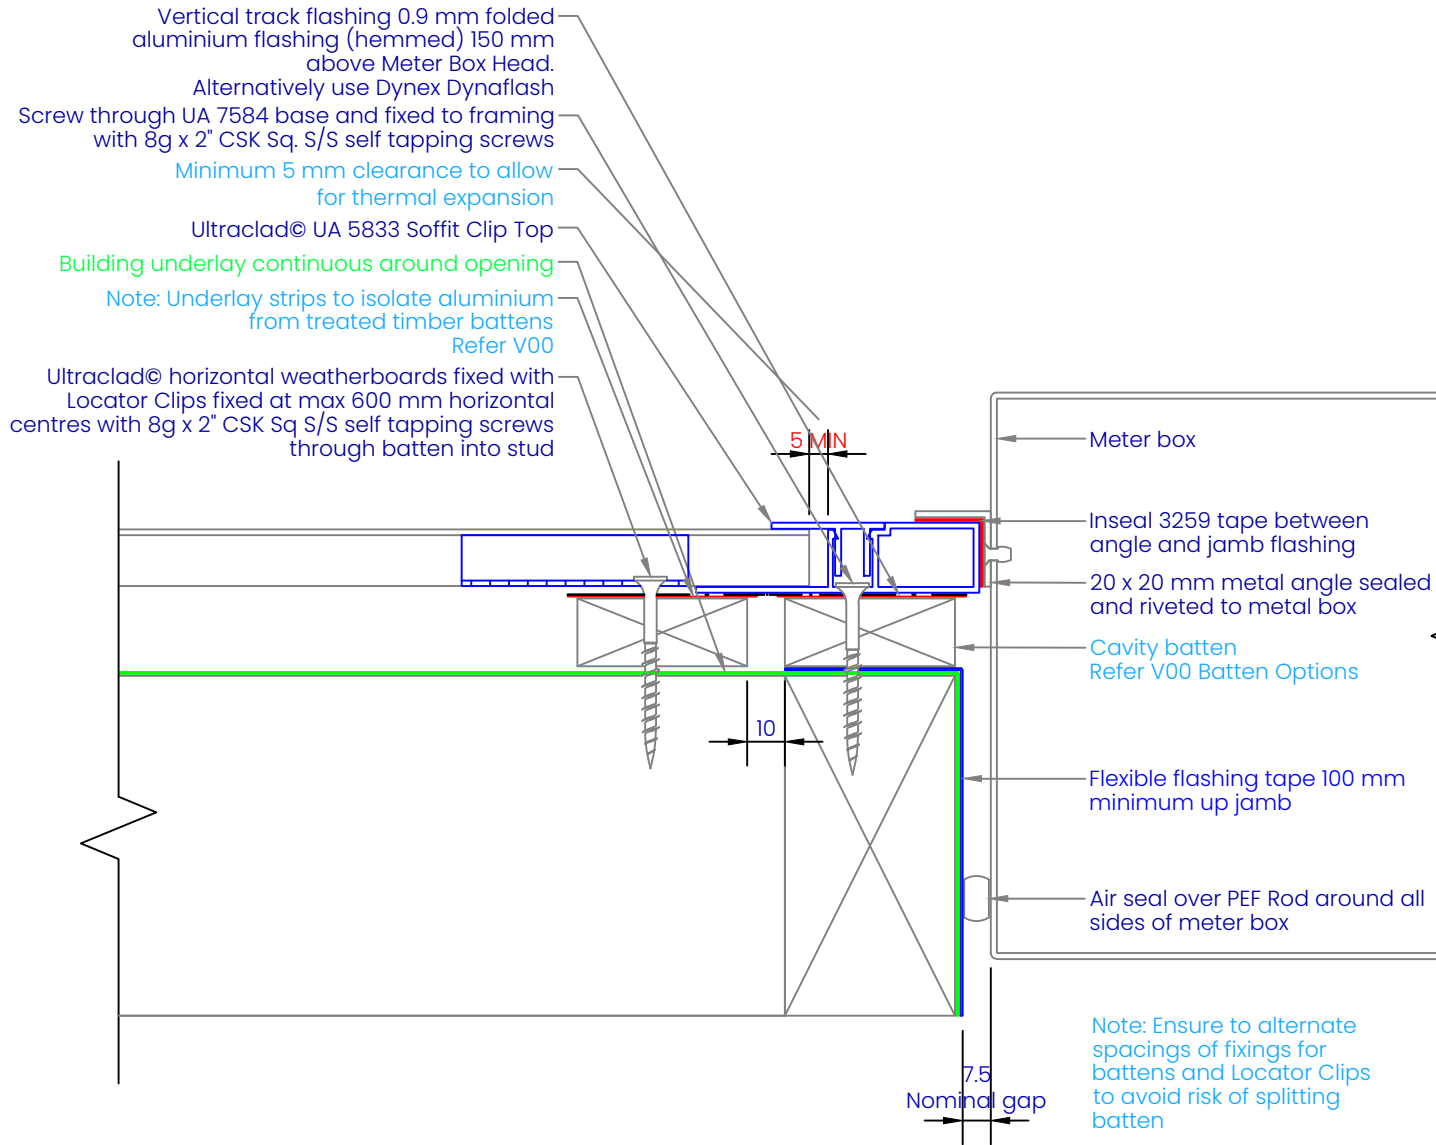 Vertical track flashing 0.9 mm folded
aluminium flashing (hemmed) 150 mm
above Meter Box Head.
Alternatively use Dynex Dynaflash
Screw through UA 7584 base and fixed to framing
with 8g x 2" CSK Sq. S/S self tapping screws
Minimum 5 mm clearance to allow
for thermal expansion
Ultraclad© UA 5833 Soffit Clip Top
Building underlay continuous around opening
Note: Underlay strips to isolate aluminium
from treated timber battens
Refer V00
Ultraclad© horizontal weatherboards fixed with
Locator Clips fixed at max 600 mm horizontal
centres with 8g x 2" CSK Sq S/S self tapping screws
through batten into stud
5 MIN
Meter box
Inseal 3259 tape between
angle and jamb flashing
20 x 20 mm metal angle sealed
and riveted to metal box
Cavity batten
Refer V00 Batten Options
10
Flexible flashing tape 100 mm
minimum up jamb
Air seal over PEF Rod around all
sides of meter box
7.5
Nominal gap
Note: Ensure to alternate
spacings of fixings for
battens and Locator Clips
to avoid risk of splitting
batten